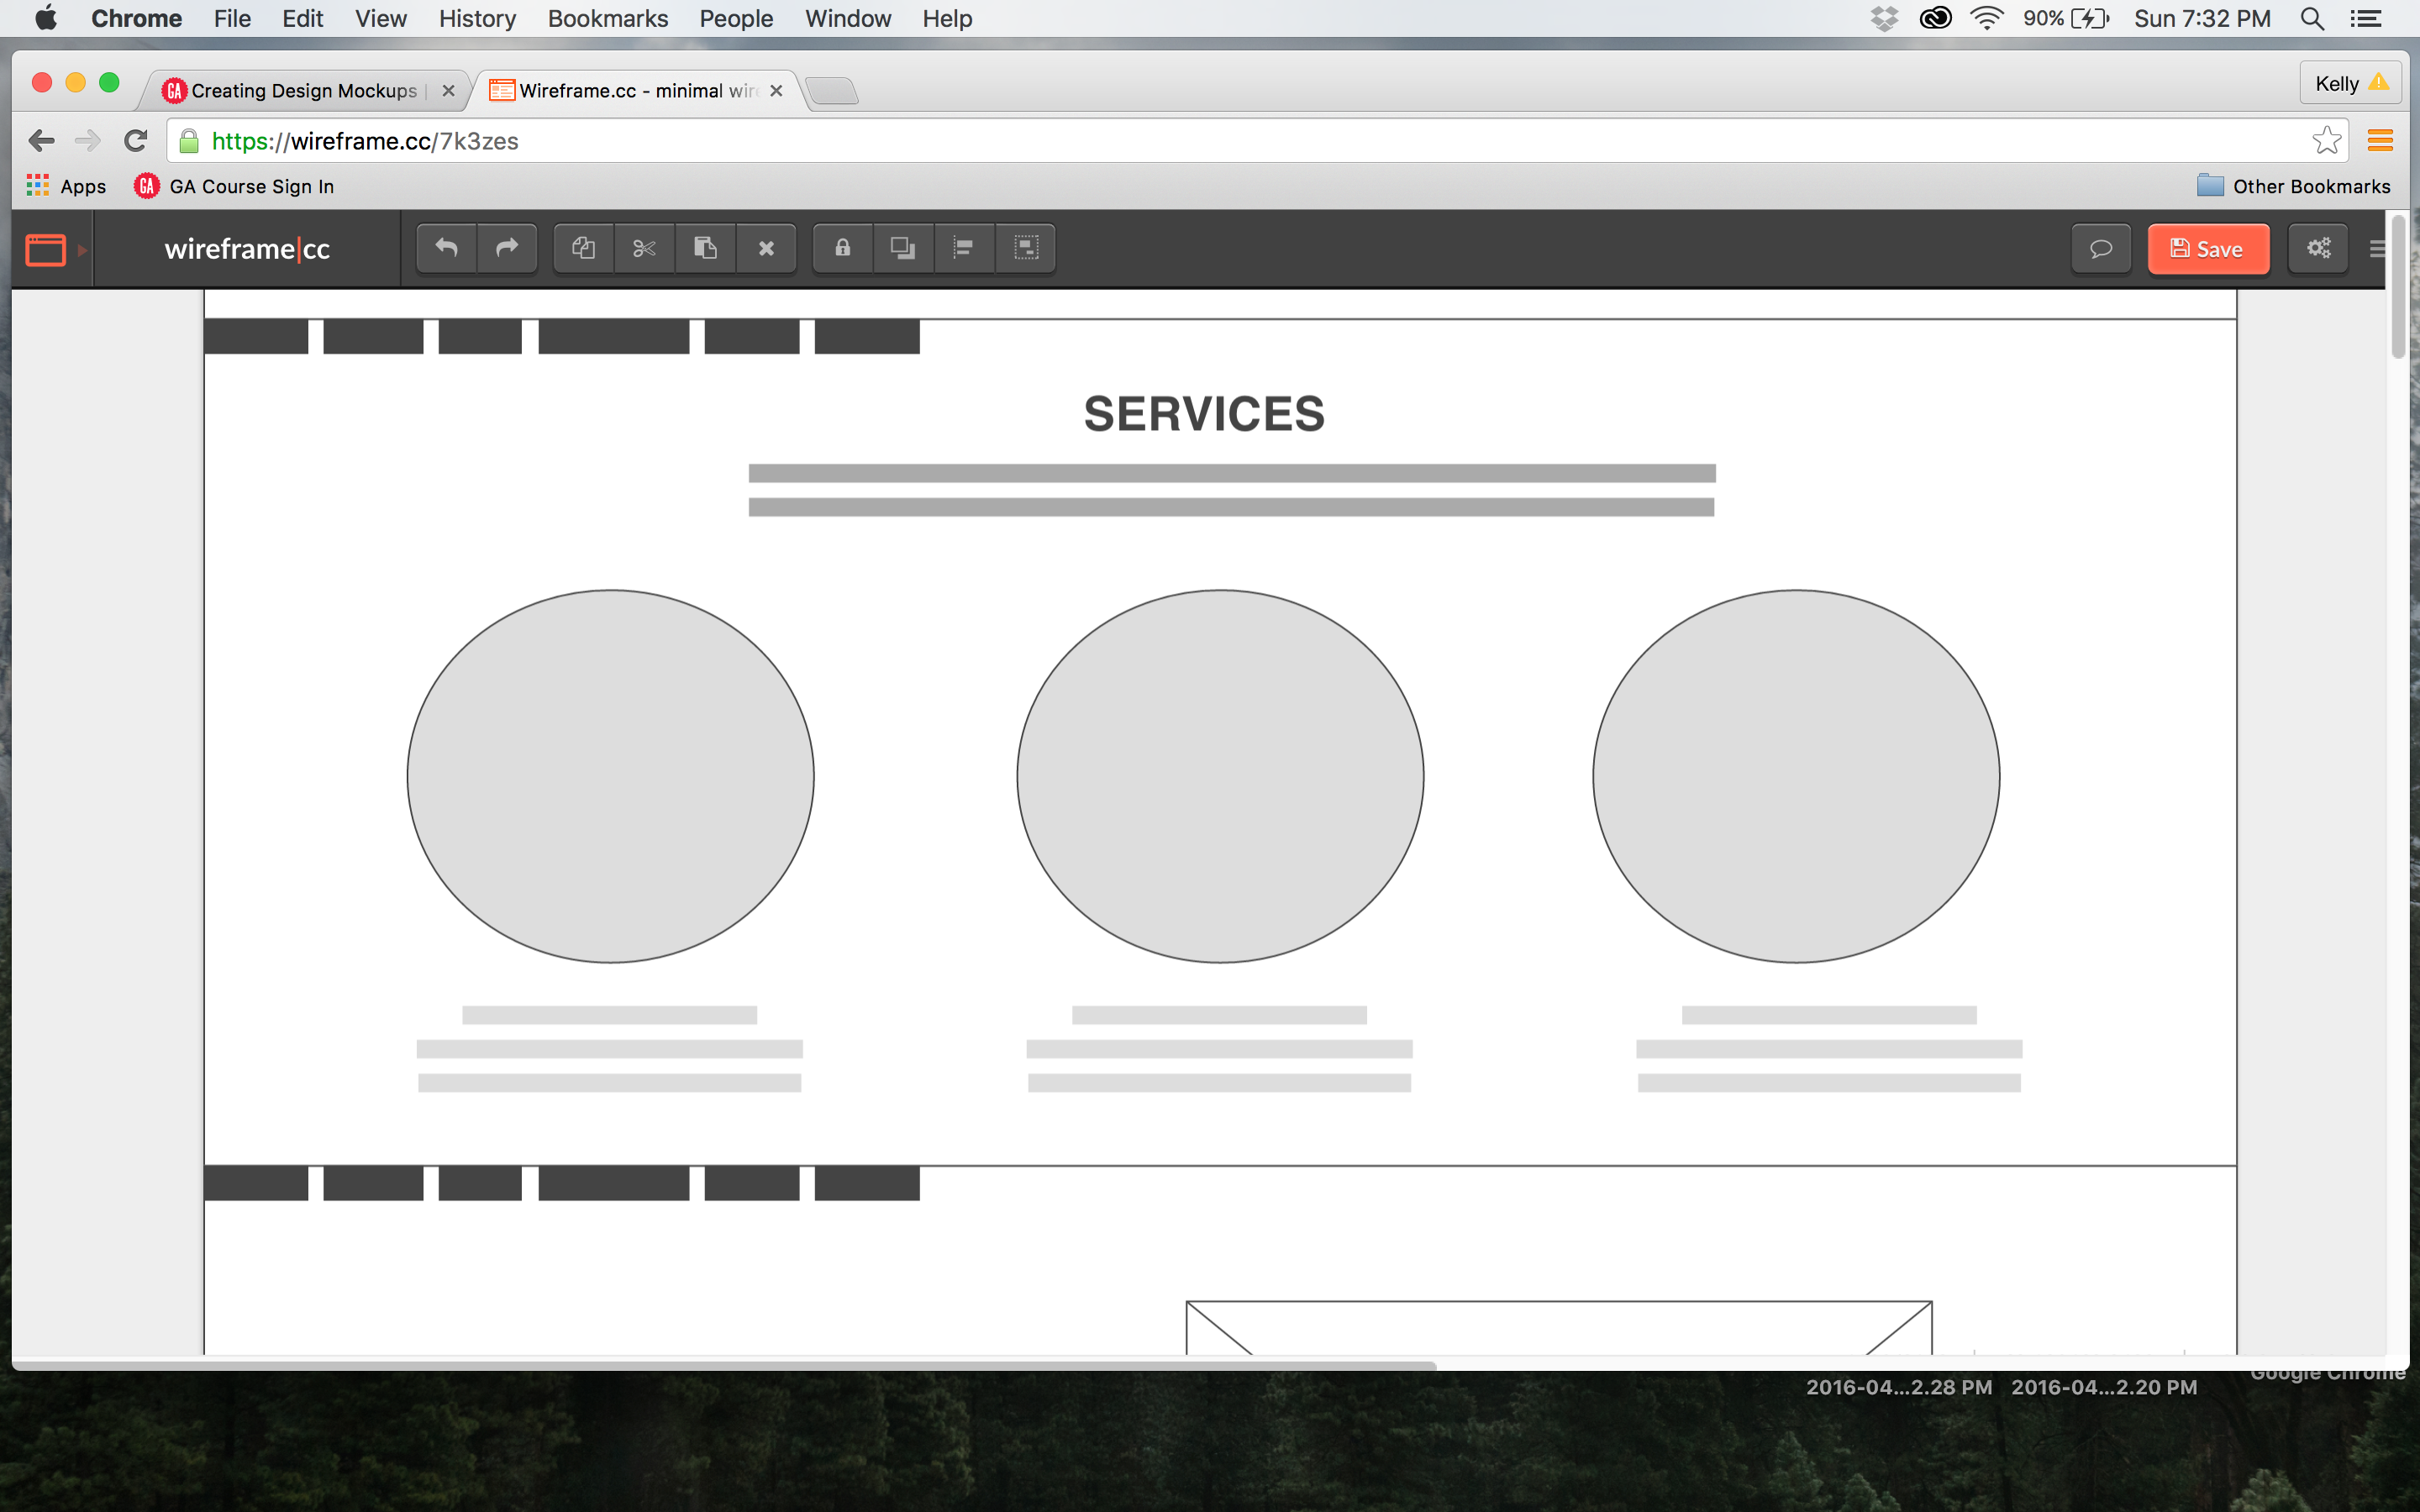 Chrome File Edit View History Bookmarks People Window Help 90% Sun 7:32 PM
GA Creating Design Mockups | Wireframe.cc - minimal wir Kelly
https://wireframe.cc/7k3zes
Apps GA GA Course Sign In Other Bookmarks
wireframe|cc Save
SERVICES
Google Chrome
2016-04...2.28 PM 2016-04...2.20 PM